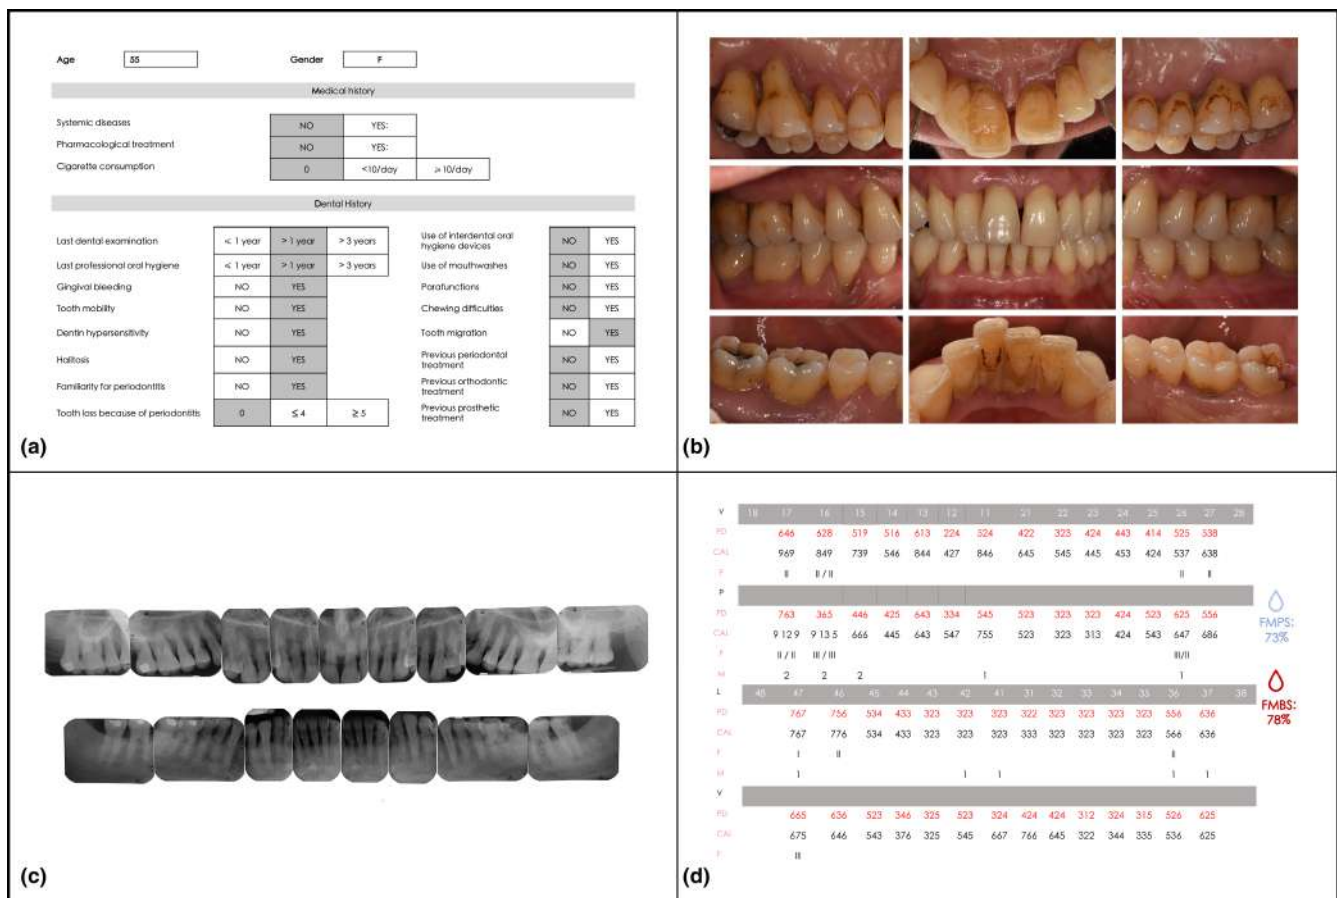 Age 55 Gender F
Medical history
Systemic diseases NO YES:
Pharmacological treatment NO YES:
Cigarette consumption 0 <10/day ⩾10/day
Dental History
Last dental examination < 1 year > 1 year > 3 years Use of interdental oral hygiene devices NO YES
Last professional oral hygiene < 1 year > 1 year > 3 years Use of mouthwashes NO YES
Gingival bleeding NO YES Parafunctions NO YES
Tooth mobility NO YES Chewing difficulties NO YES
Dentin hypersensitivity NO YES Tooth migration NO YES
Halitosis NO YES Previous periodontal treatment NO YES
Familiarity for periodontitis NO YES Previous orthodontic treatment NO YES
Tooth loss because of periodontitis 0 ≤ 4 ≥ 5 Previous prosthetic treatment NO YES
(a)
(b)
(c)
V 18 17 16 15 14 13 12 11 21 22 23 24 25 26 27 28
PD 646 628 519 516 613 224 524 422 323 424 443 414 525 538
CAL 969 849 739 546 844 427 846 645 545 445 453 424 537 638
F II II / II II II
P
PD 763 365 446 425 643 334 545 523 323 323 424 523 625 556
CAL 9 12 9 9 13 5 666 445 643 547 755 523 323 313 424 543 647 686
F II / II III / III III/II
M 2 2 2 1 1
L 48 47 46 45 44 43 42 41 31 32 33 34 35 36 37 38
PD 767 756 534 433 323 323 323 322 323 323 323 323 556 636
CAL 767 776 534 433 323 323 323 333 323 323 323 323 566 636
F I II II
M 1 1 1 1 1
V
PD 665 636 523 346 325 523 324 424 424 312 324 315 526 625
CAL 675 646 543 376 325 545 667 766 645 322 344 335 536 625
F III
FMPS:
73%
FMBS:
78%
(d)